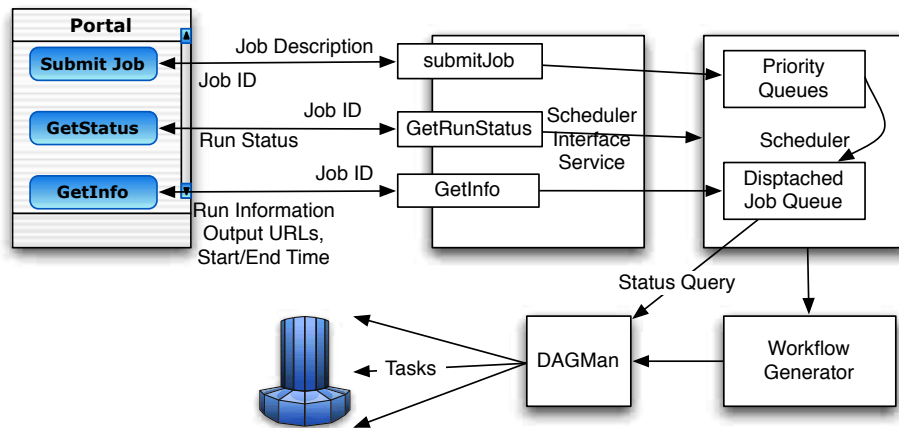 Portal
Submit Job
GetStatus
GetInfo
Job Description
Job ID
Job ID
Run Status
Job ID
Run Information
Output URLs,
Start/End Time
submitJob
GetRunStatus
GetInfo
Scheduler
Interface
Service
Priority
Queues
Scheduler
Disptached
Job Queue
Status Query
Tasks
DAGMan
Workflow
Generator